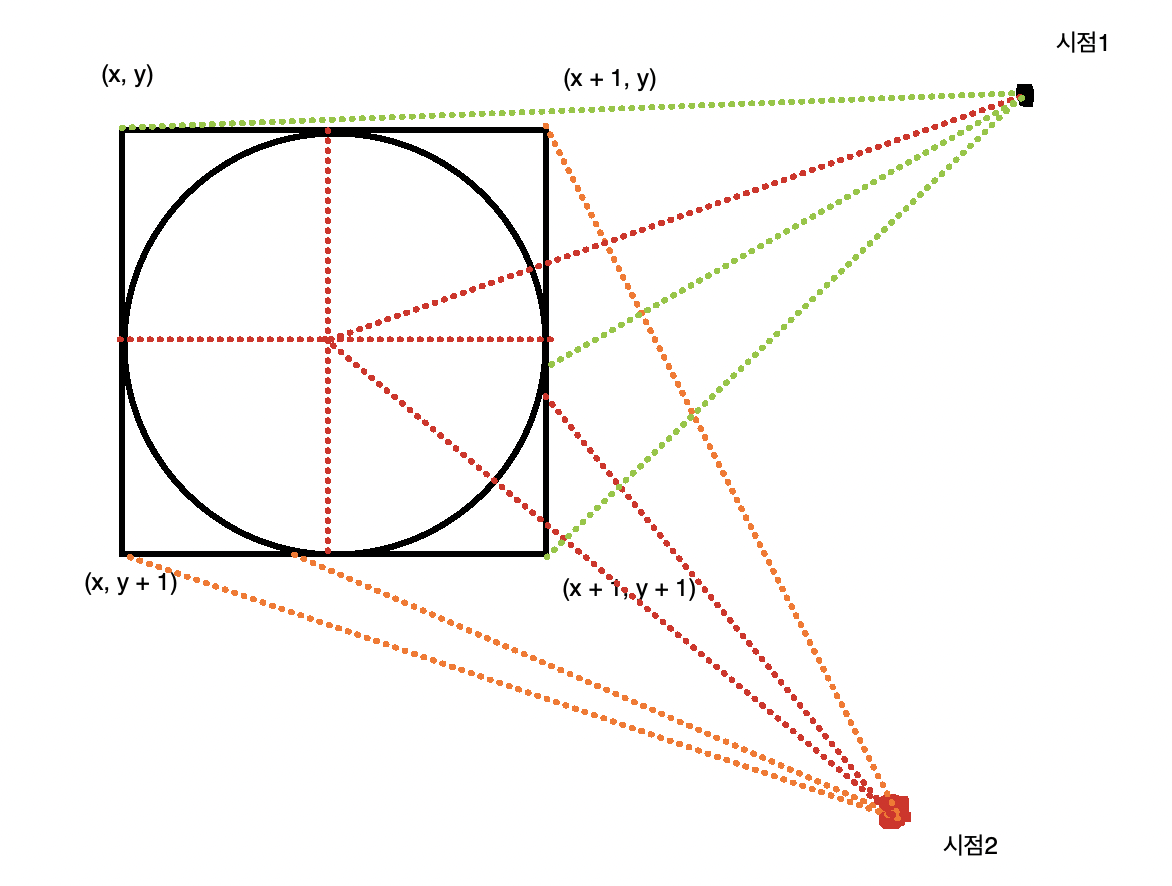 시점1
(x, y)
(x + 1, y)
(x, y + 1)
(x + 1, y + 1)
시점2